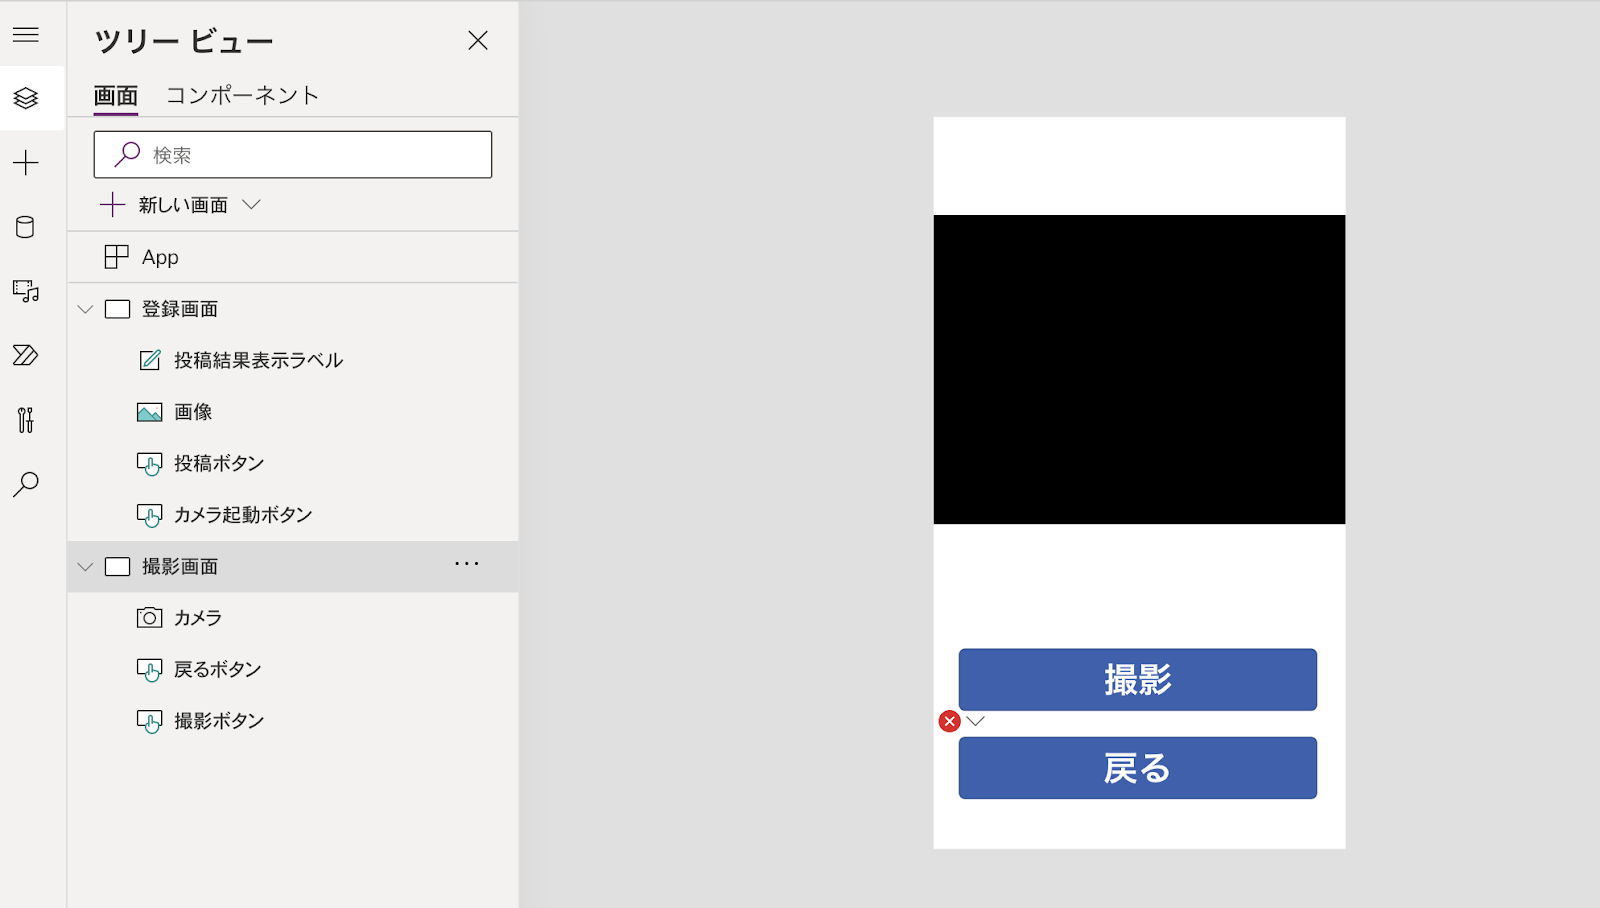 ツリー ビュー
画面 コンポーネント
検索
新しい画面
App
登録画面
投稿結果表示ラベル
画像
投稿ボタン
カメラ起動ボタン
撮影画面
カメラ
戻るボタン
撮影ボタン
撮影
戻る